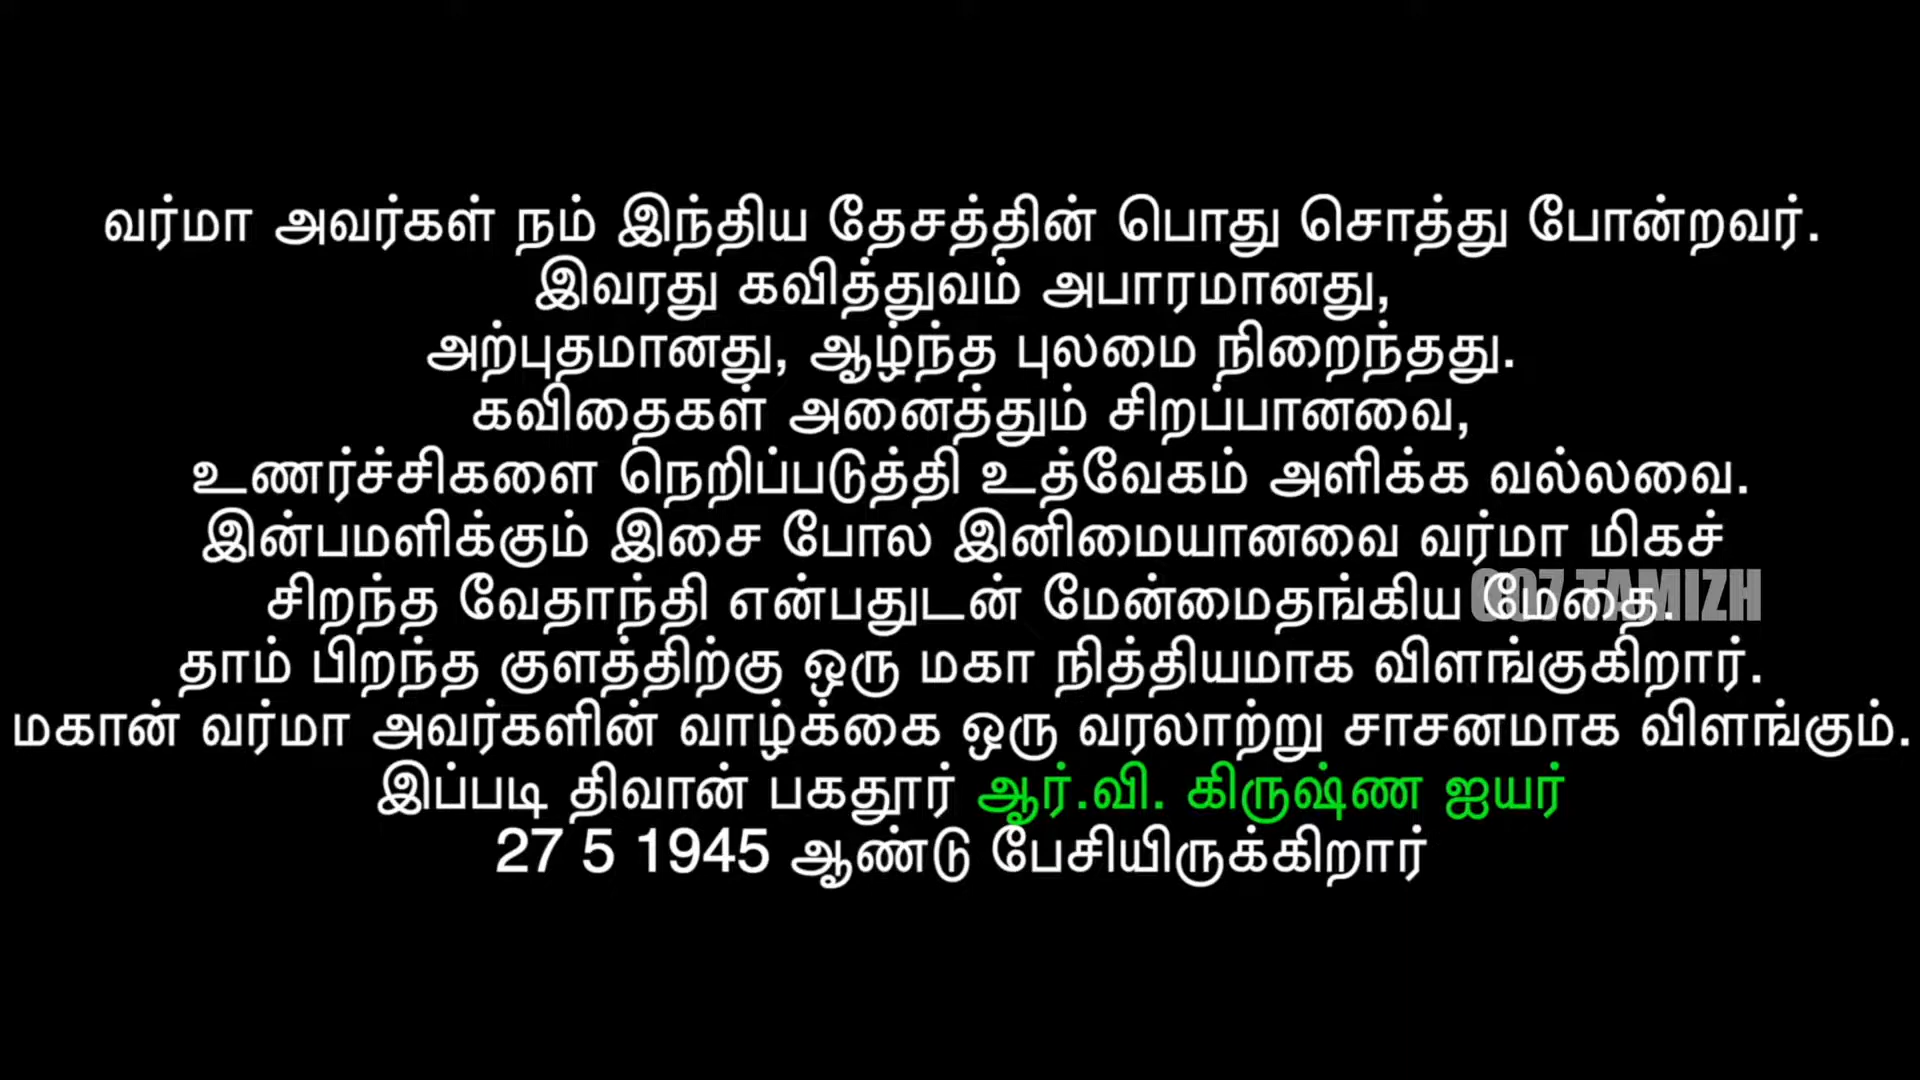 வர்மா அவர்கள் நம் இந்திய தேசத்தின் பொது சொத்து போன்றவர்.
இவரது கவித்துவம் அபாரமானது,
அற்புதமானது, ஆழ்ந்த புலமை நிறைந்தது.
கவிதைகள் அனைத்தும் சிறப்பானவை,
உணர்ச்சிகளை நெறிப்படுத்தி உத்வேகம் அளிக்க வல்லவை.
இன்பமளிக்கும் இசை போல இனிமையானவை வர்மா மிகச்
சிறந்த வேதாந்தி என்பதுடன் மேன்மைதங்கிய மேதை.
007 TAMIZH
தாம் பிறந்த குளத்திற்கு ஒரு மகா நித்தியமாக விளங்குகிறார்.
மகான் வர்மா அவர்களின் வாழ்க்கை ஒரு வரலாற்று சாசனமாக விளங்கும்.
இப்படி திவான் பகதூர் ஆர்.வி. கிருஷ்ண ஐயர்
27 5 1945 ஆண்டு பேசியிருக்கிறார்